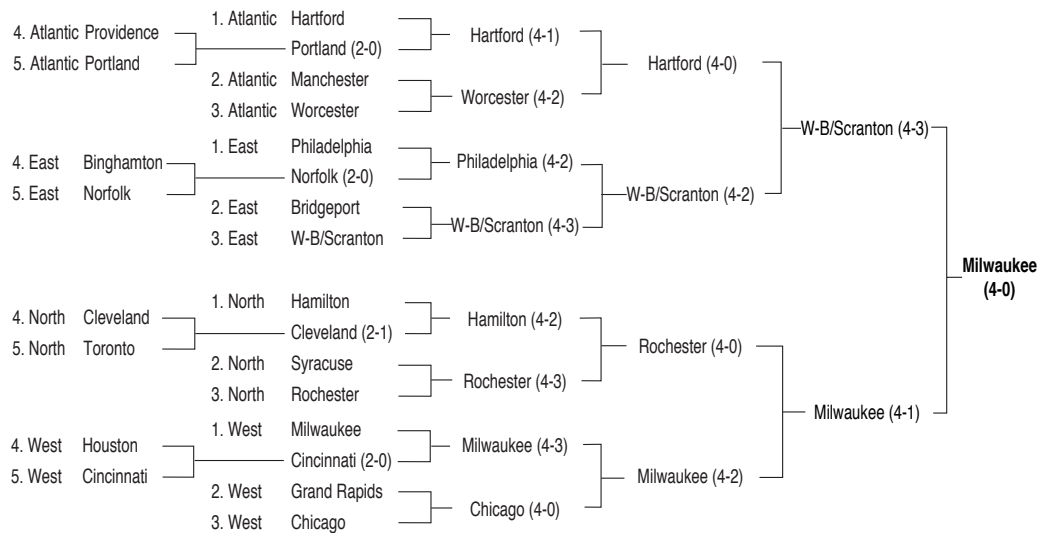 4. Atlantic Providence
5. Atlantic Portland
1. Atlantic Hartford
Portland (2-0)
2. Atlantic Manchester
3. Atlantic Worcester
Hartford (4-1)
Worcester (4-2)
Hartford (4-0)
4. East Binghamton
5. East Norfolk
1. East Philadelphia
Norfolk (2-0)
2. East Bridgeport
3. East W-B/Scranton
Philadelphia (4-2)
W-B/Scranton (4-3)
W-B/Scranton (4-2)
W-B/Scranton (4-3)
4. North Cleveland
5. North Toronto
1. North Hamilton
Cleveland (2-1)
2. North Syracuse
3. North Rochester
Hamilton (4-2)
Rochester (4-3)
Rochester (4-0)
4. West Houston
5. West Cincinnati
1. West Milwaukee
Cincinnati (2-0)
2. West Grand Rapids
3. West Chicago
Milwaukee (4-3)
Chicago (4-0)
Milwaukee (4-2)
Milwaukee (4-1)
Milwaukee
(4-0)